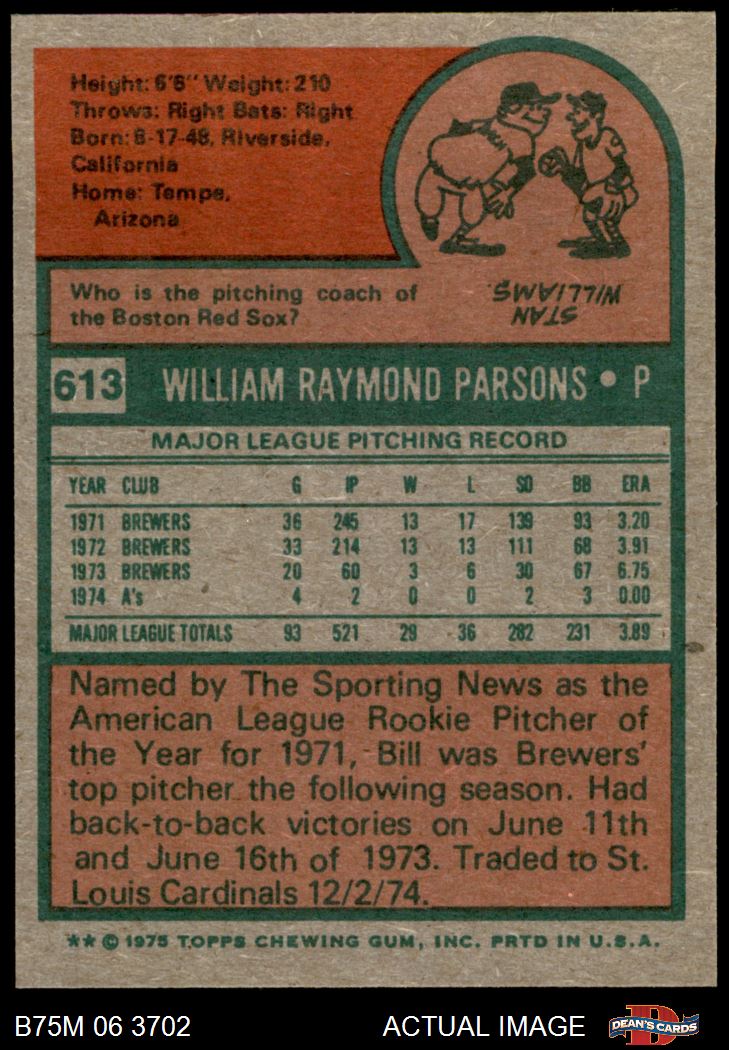 Height: 6'6" Weight: 210
Throws: Right Bats: Right
Born: 8-17-48, Riverside,
California
Home: Tempe,
Arizona
Who is the pitching coach of
the Boston Red Sox?
STAN
WILLIAMS.
613 WILLIAM RAYMOND PARSONS • P
MAJOR LEAGUE PITCHING RECORD
YEAR CLUB G IP W L SO BB ERA
1971 BREWERS 36 245 13 17 139 93 3.20
1972 BREWERS 33 214 13 13 111 68 3.91
1973 BREWERS 20 60 3 6 30 67 6.75
1974 A's 4 2 0 0 2 3 0.00
MAJOR LEAGUE TOTALS 93 521 29 36 282 231 3.89
Named by The Sporting News as the
American League Rookie Pitcher of
the Year for 1971, Bill was Brewers'
top pitcher the following season. Had
back-to-back victories on June 11th
and June 16th of 1973. Traded to St.
Louis Cardinals 12/2/74.
** © 1975 TOPPS CHEWING GUM, INC. PRTD IN U.S.A.
B75M 06 3702 ACTUAL IMAGE DEAN'S CARDS